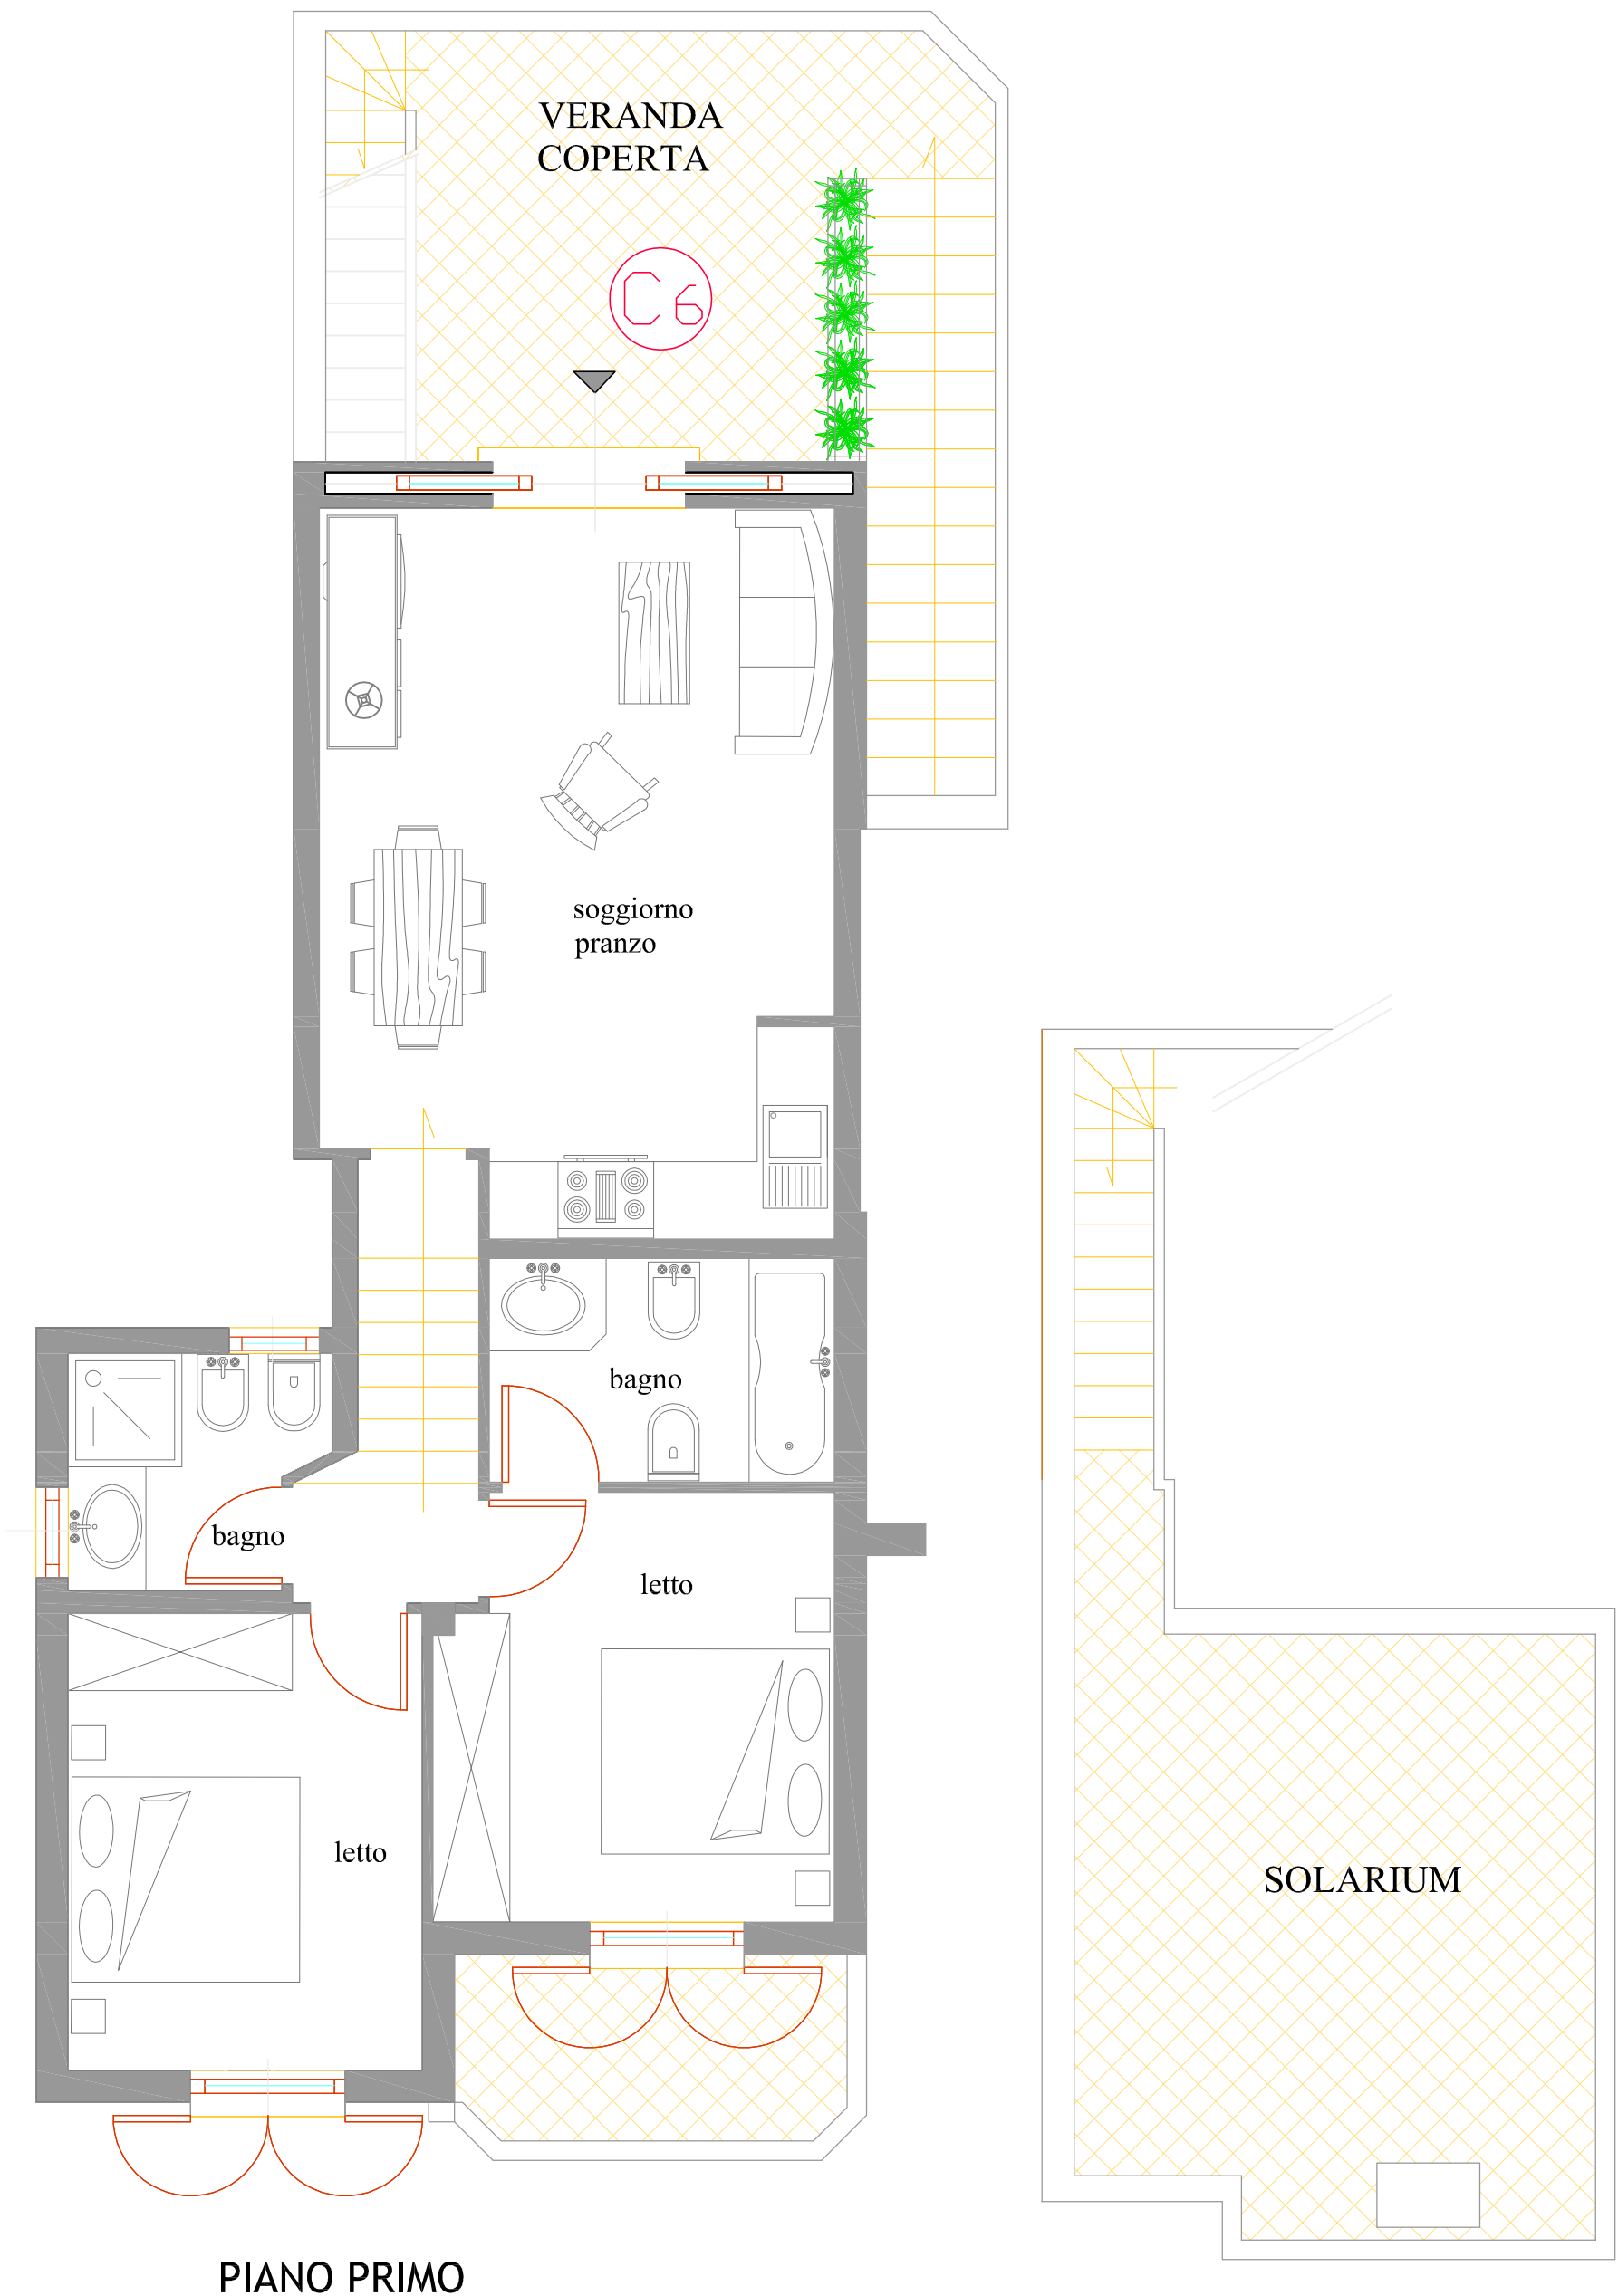 VERANDA
COPERTA
C6
soggiorno
pranzo
bagno
bagno
letto
letto
SOLARIUM
PIANO PRIMO